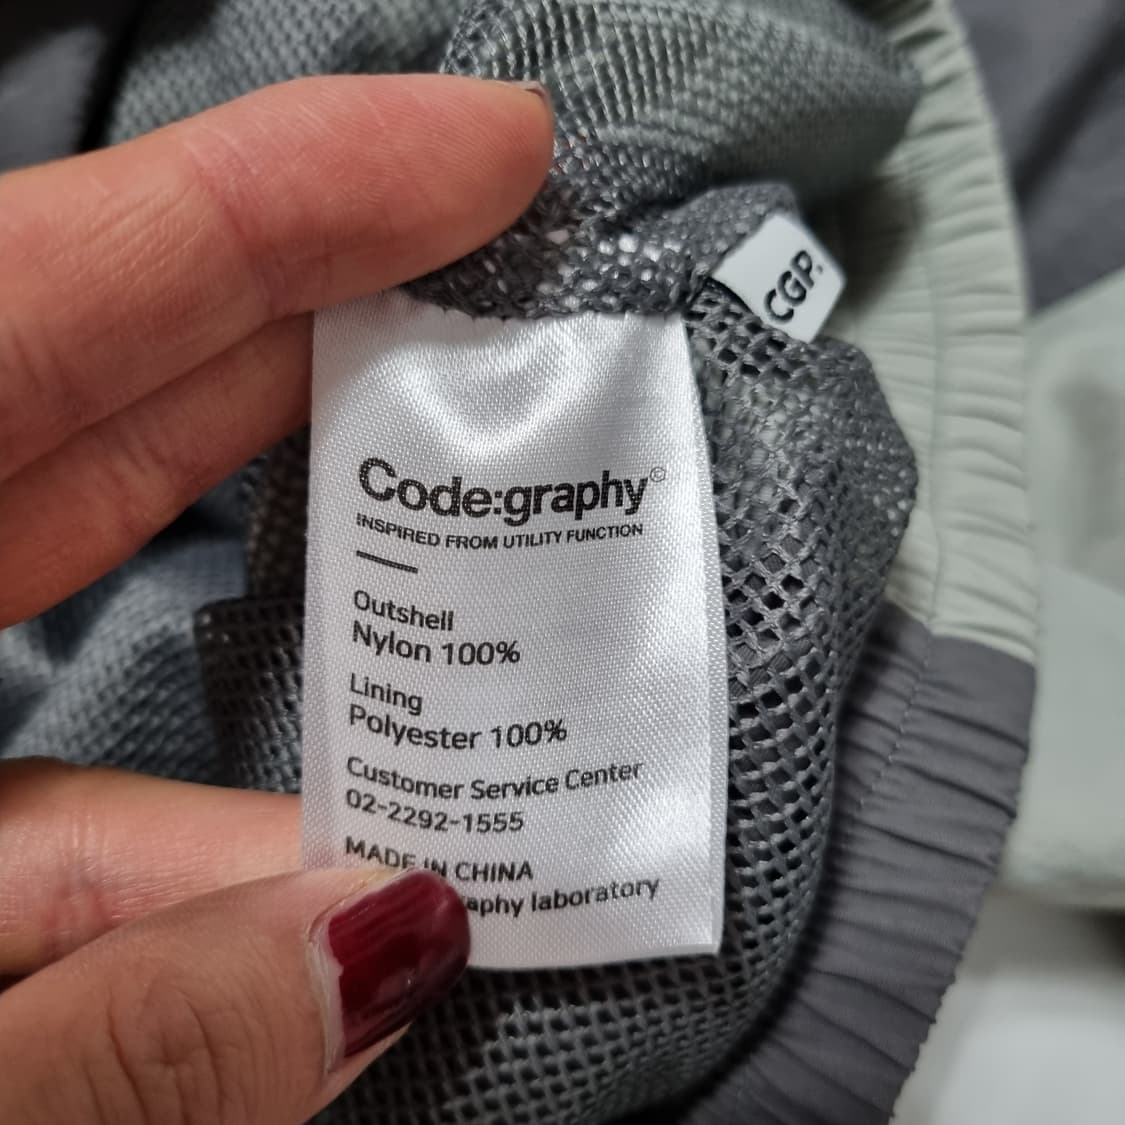 CGP.
Code:graphy©
INSPIRED FROM UTILITY FUNCTION
Outshell
Nylon 100%
Lining
Polyester 100%
Customer Service Center
02-2292-1555
MADE IN CHINA
laboratory